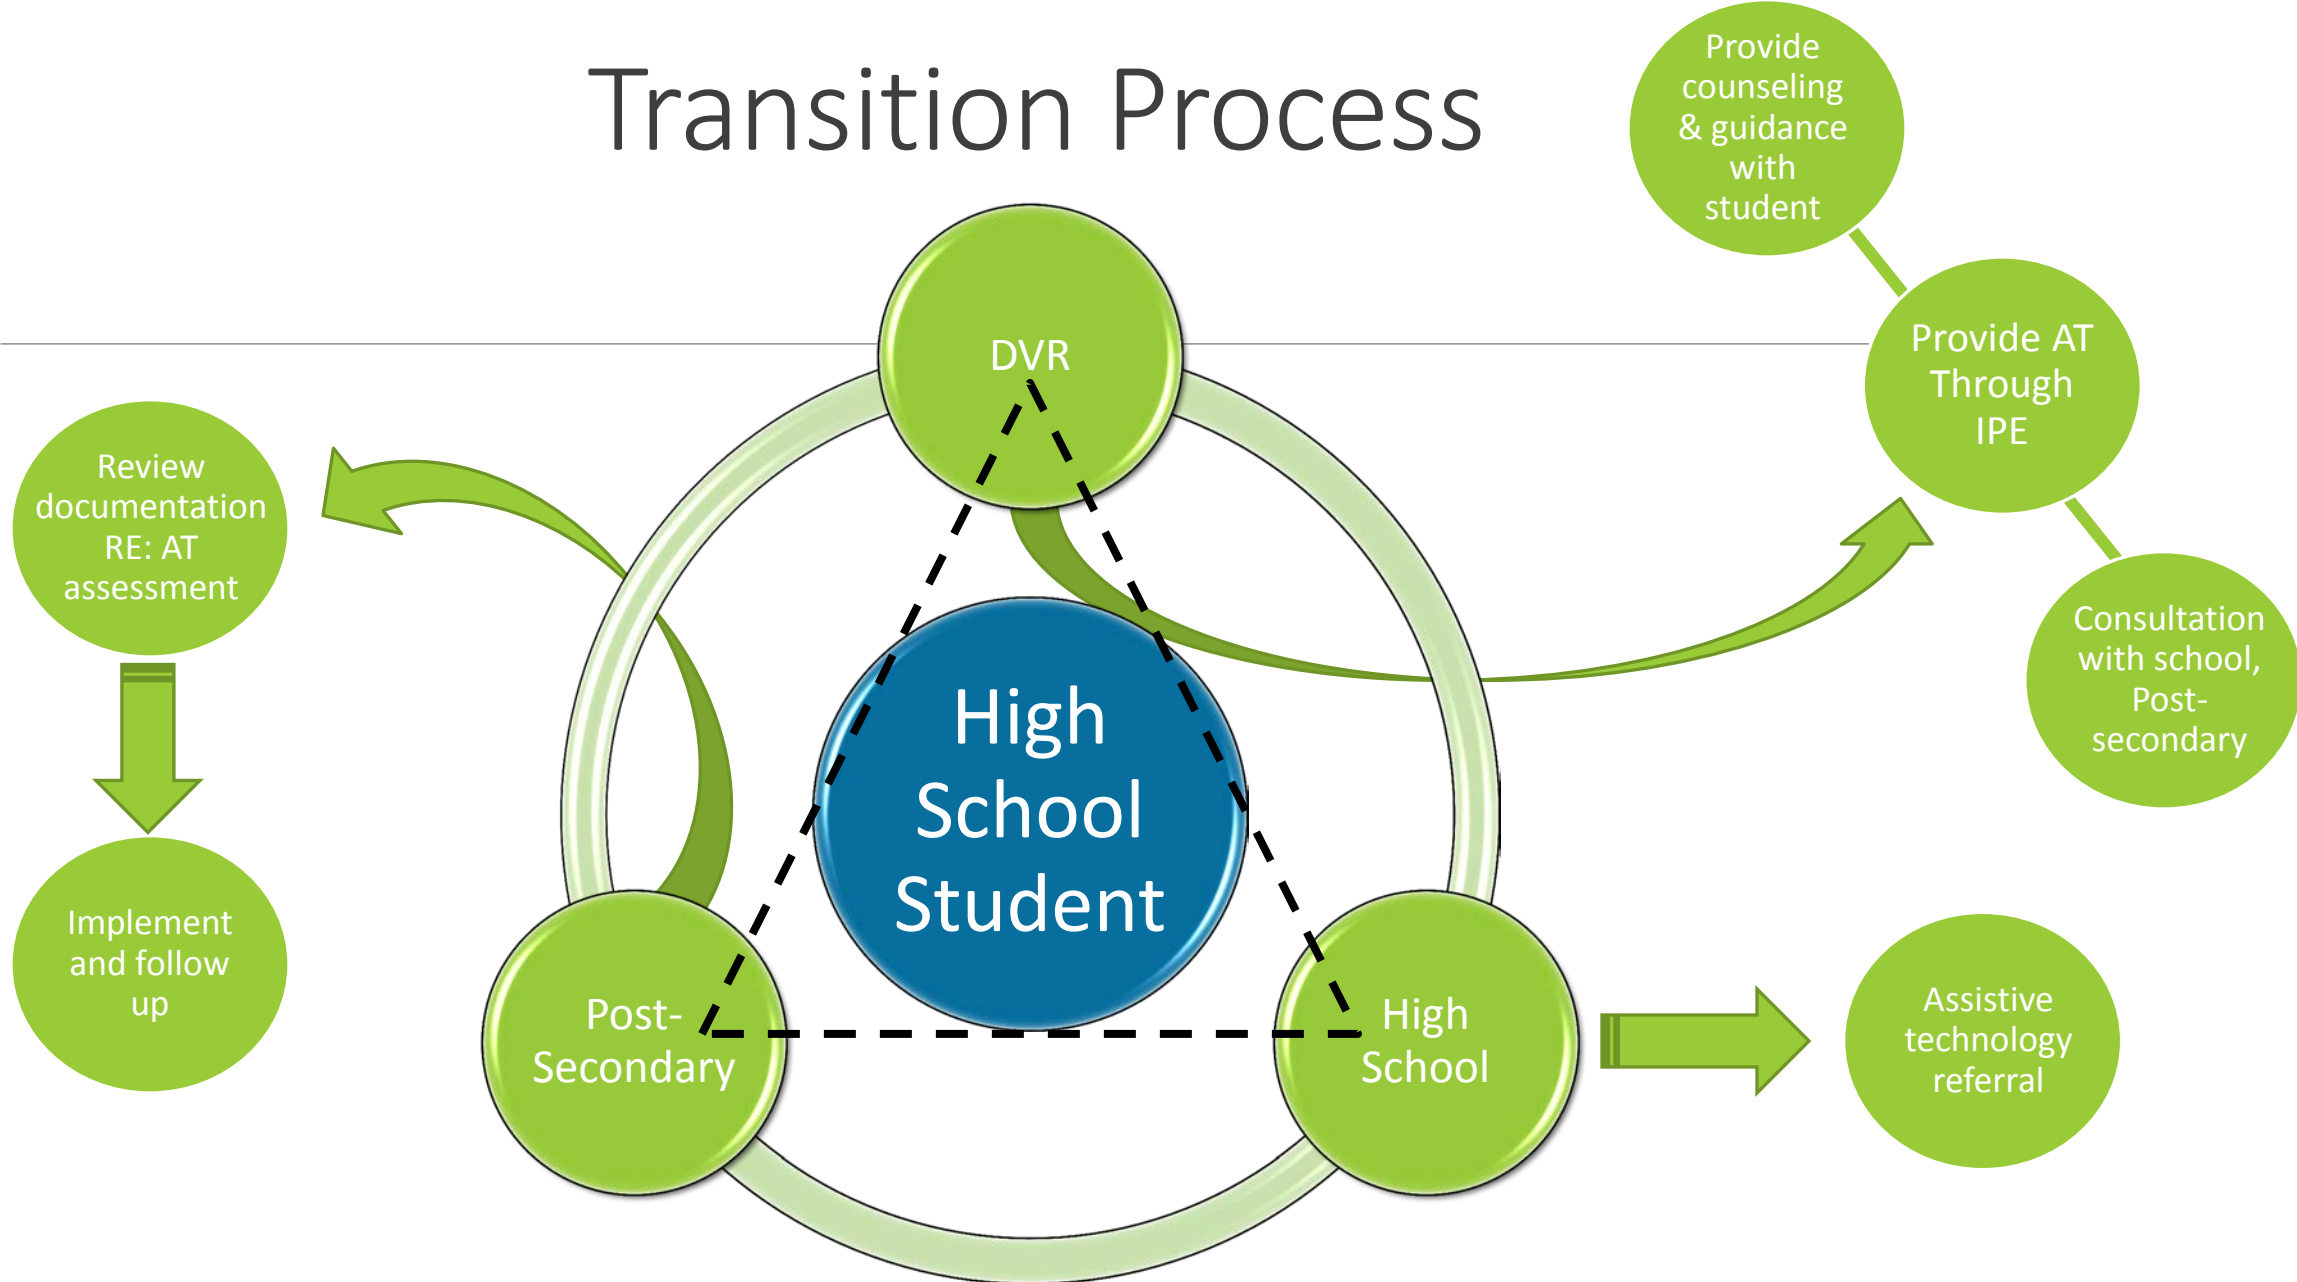 Transition Process
Provide
counseling
& guidance
with
student
DVR
Provide AT
Through
IPE
Review
documentation
RE: AT
assessment
Consultation
with school,
Post-
secondary
High
School
Student
Implement
and follow
up
Post-
Secondary
High
School
Assistive
technology
referral